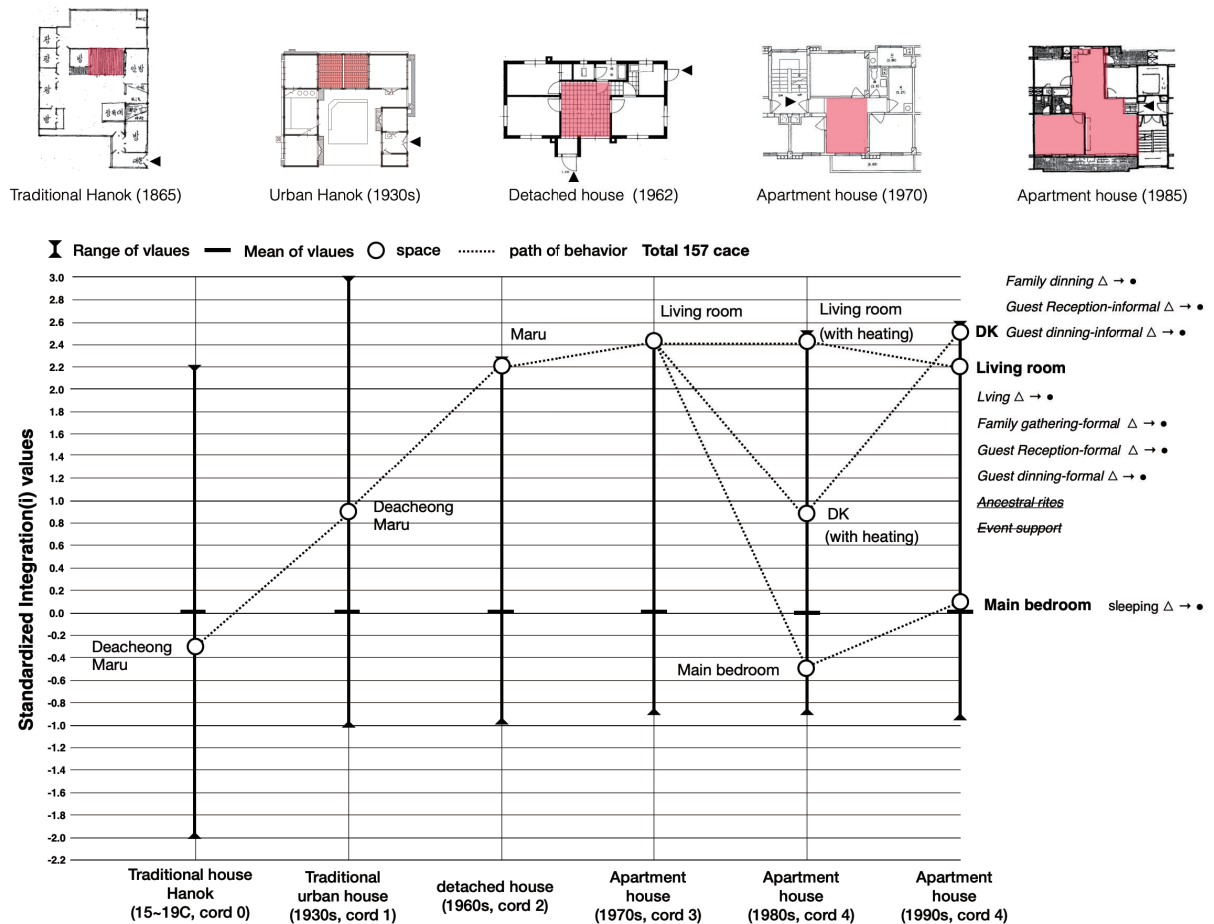 Traditional Hanok (1865)
Urban Hanok (1930s)
Detached house (1962)
Apartment house (1970)
Apartment house (1985)
Range of vlaues
Mean of vlaues
space
path of behavior
Total 157 cace
Standardized Integration(i) values
3.0
2.8
2.6
2.4
2.2
2.0
1.8
1.6
1.4
1.2
1.0
0.8
0.6
0.4
0.2
0.0
-0.2
-0.4
-0.6
-0.8
-1.0
-1.2
-1.4
-1.6
-1.8
-2.0
-2.2
Deacheong
Maru
Deacheong
Maru
Maru
Living room
Living room
(with heating)
DK
(with heating)
Main bedroom
Family dinning △ → •
Guest Reception-informal △ → •
DK Guest dinning-informal △ → •
Living room
Lving △ → •
Family gathering-formal △ → •
Guest Reception-formal △ → •
Guest dinning-formal △ → •
Ancestral rites
Event support
Main bedroom sleeping △ → •
Traditional house
Hanok
(15~19C, cord 0)
Traditional
urban house
(1930s, cord 1)
detached house
(1960s, cord 2)
Apartment
house
(1970s, cord 3)
Apartment
house
(1980s, cord 4)
Apartment
house
(1990s, cord 4)